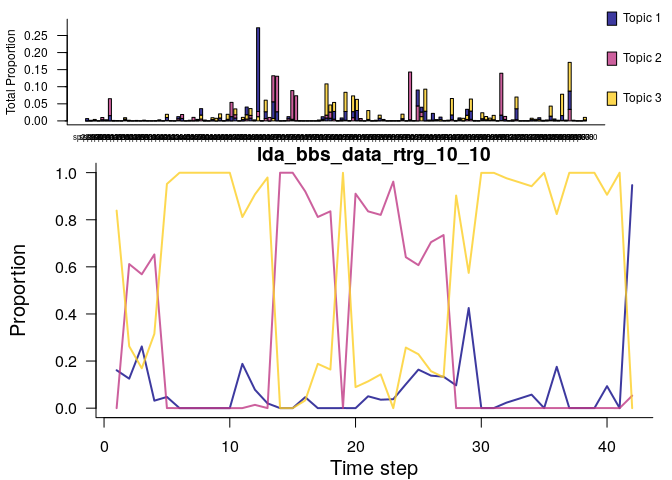 Total Proportion
0.25
0.20
0.15
0.10
0.05
0.00
Topic 1
Topic 2
Topic 3
lda_bbs_data_rtrg_10_10
Proportion
1.0
0.8
0.6
0.4
0.2
0.0
0 10 20 30 40
Time step